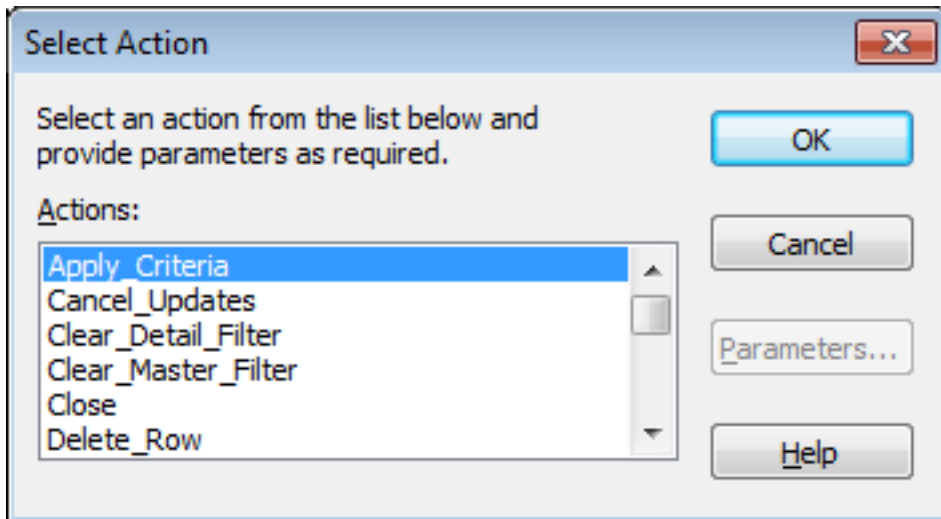 Select Action
Select an action from the list below and
provide parameters as required.
OK
Actions:
Cancel
Apply_Criteria
Cancel_Updates
Clear_Detail_Filter
Clear_Master_Filter
Close
Delete_Row
Parameters...
Help